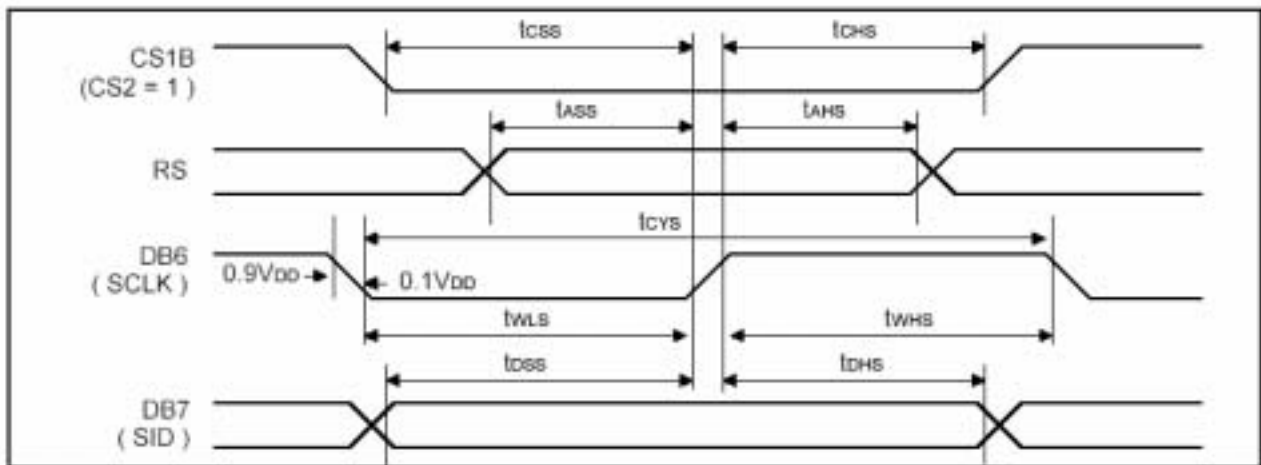 tCSS tCHS
CS1B
(CS2 = 1 )
tASS tAHS
RS
tCYS
DB6
( SCLK )
0.9VDD 0.1VDD
tWLS tWHS
tDSS tDHS
DB7
( SID )